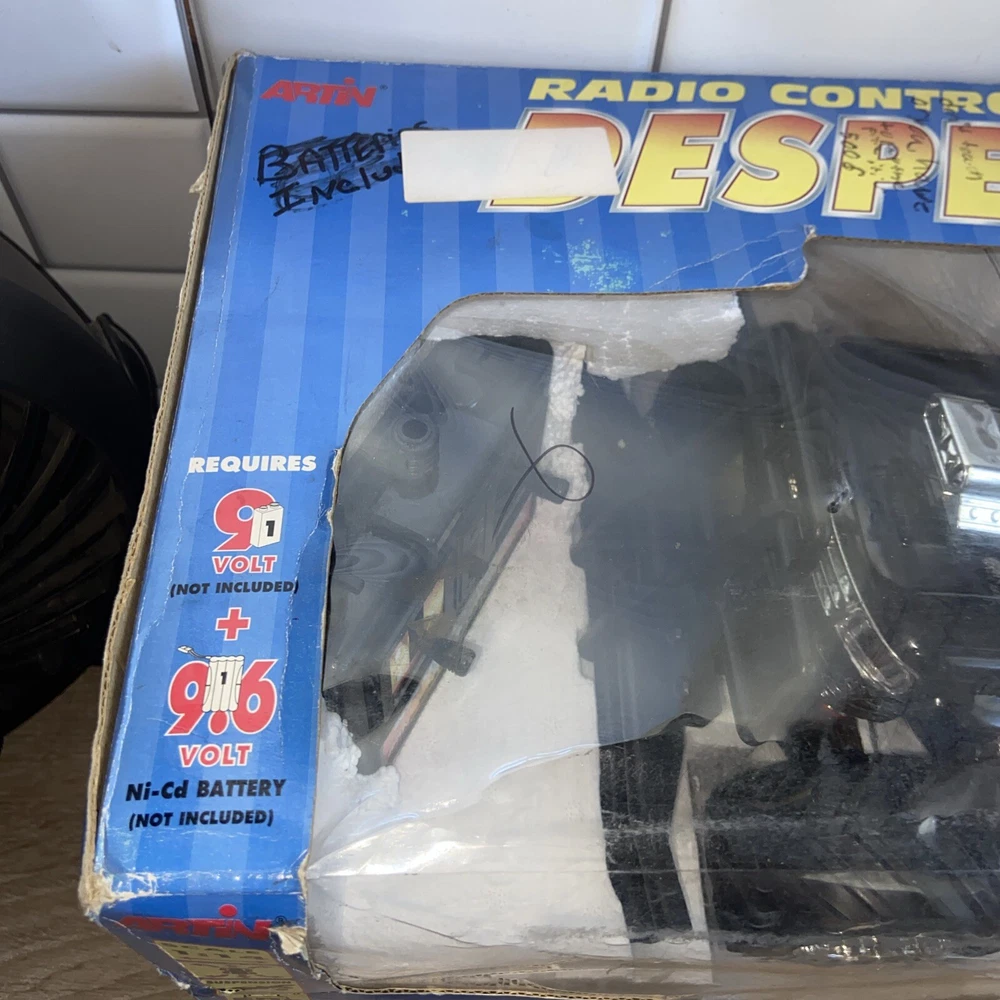 ARTIN®
RADIO CONTRO
DESPE
BATTERIES
INCLU
REQUIRES
9 1
VOLT
(NOT INCLUDED)
+
9.6 1
VOLT
Ni-Cd BATTERY
(NOT INCLUDED)
ARTIN®